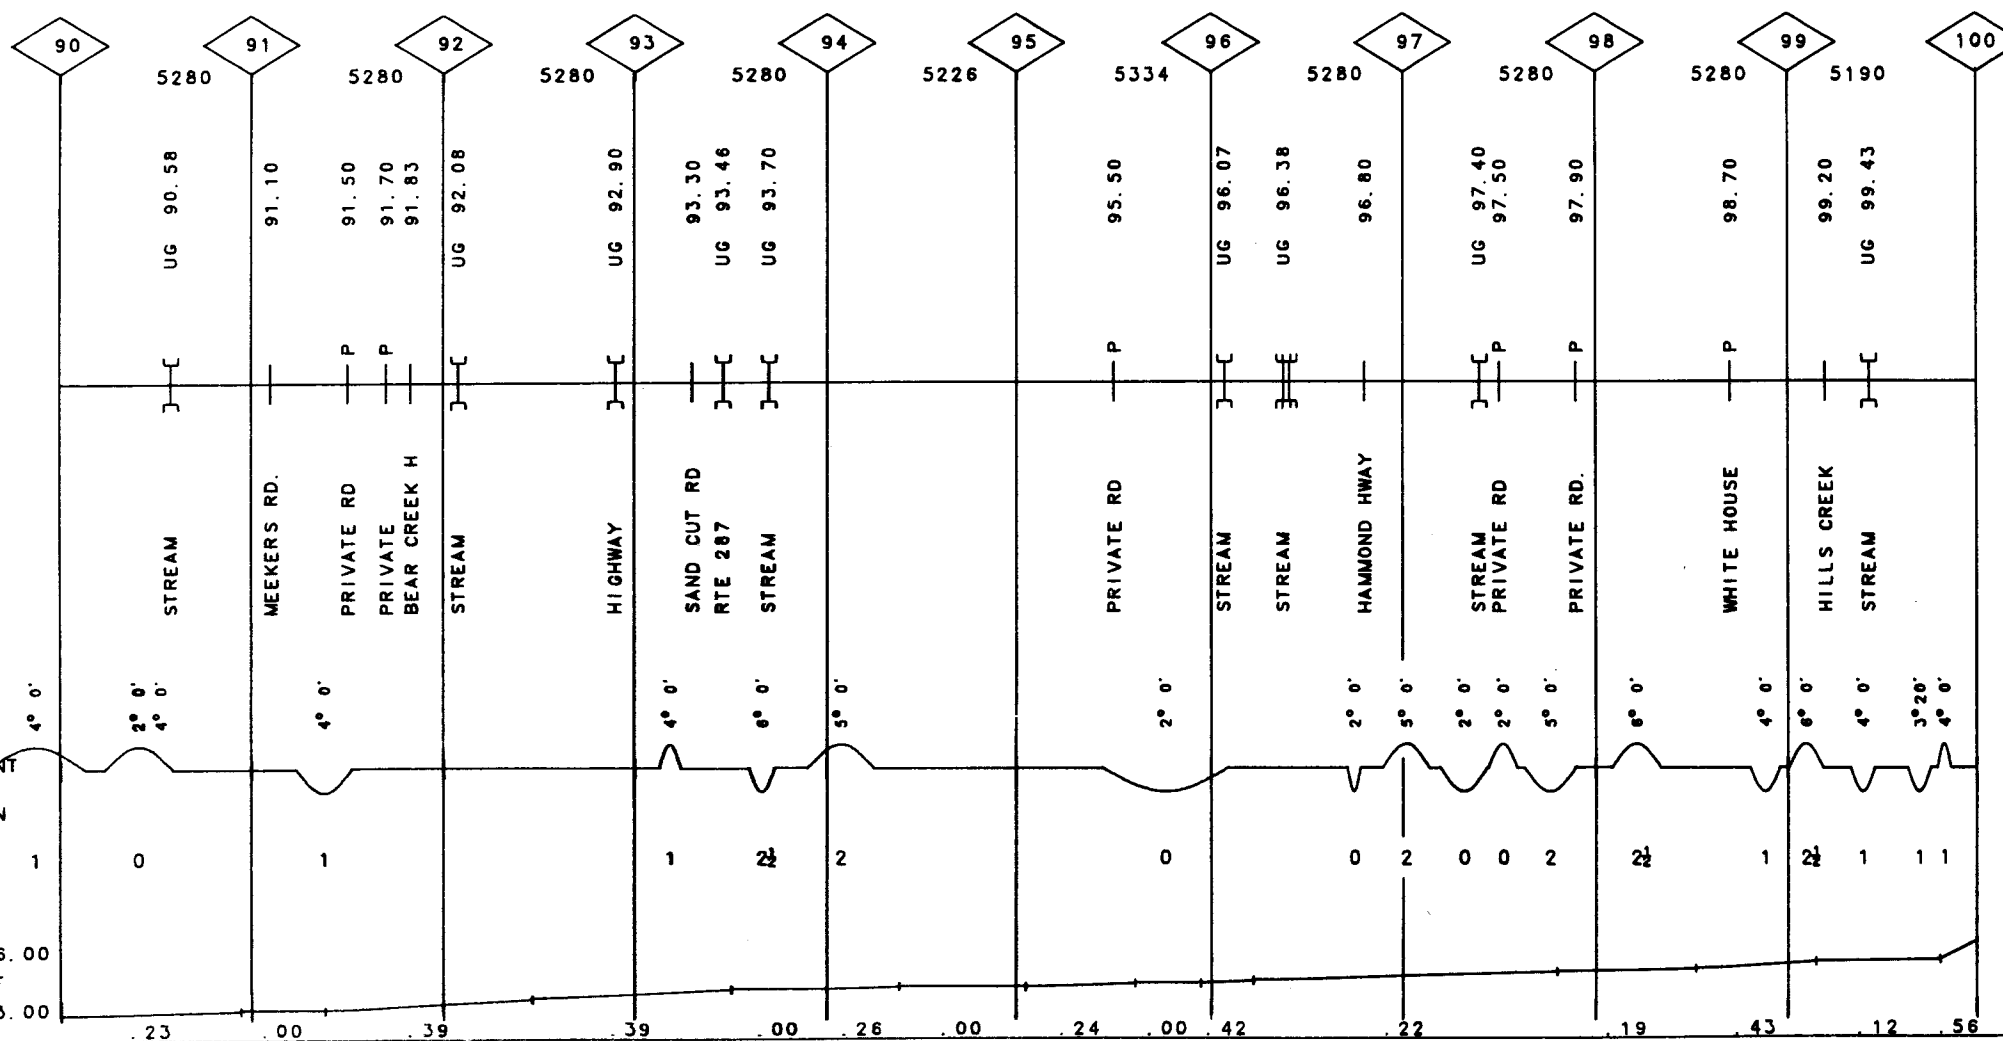 90 91 92 93 94 95 96 97 98 99 100
5280 5280 5280 5280 5226 5334 5280 5280 5280 5190
UG 90.58
91.10
91.50
91.70
91.83
UG 92.08
UG 92.90
93.30
UG 93.46
UG 93.70
95.50
UG 96.07
UG 96.38
96.80
UG 97.40
97.50
97.90
98.70
99.20
UG 99.43
P P P P P P
STREAM
MEEKERS RD.
PRIVATE RD
PRIVATE
BEAR CREEK H
STREAM
HIGHWAY
SAND CUT RD
RTE 287
STREAM
PRIVATE RD
STREAM
STREAM
HAMMOND HWAY
STREAM
PRIVATE RD
PRIVATE RD.
WHITE HOUSE 7
HILLS CREEK
STREAM
4° 0'
2° 0'
4° 0'
4° 0'
4° 0'
6° 0'
5° 0'
2° 0'
2° 0'
5° 0'
2° 0'
2° 0'
5° 0'
6° 0'
4° 0'
6° 0'
4° 0'
3° 20'
4° 0'
NT
N
1 0 1 1 2½ 2 0 0 2 0 0 2 2½ 1 2½ 1 1 1
6.00
3.00
.23 .00 .39 .39 .00 .26 .00 .24 .00 .42 .22 .19 .43 .12 .56